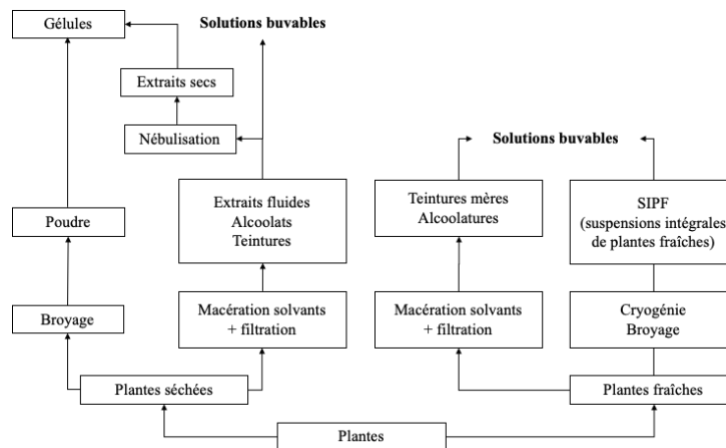 Gélules
Solutions buvables
Extraits secs
Nébulisation
Solutions buvables
Extraits fluides
Alcoolats
Teintures
Teintures mères
Alcoolatures
SIPF
(suspensions intégrales
de plantes fraîches)
Poudre
Broyage
Macération solvants
+ filtration
Macération solvants
+ filtration
Cryogénie
Broyage
Plantes séchées
Plantes fraîches
Plantes